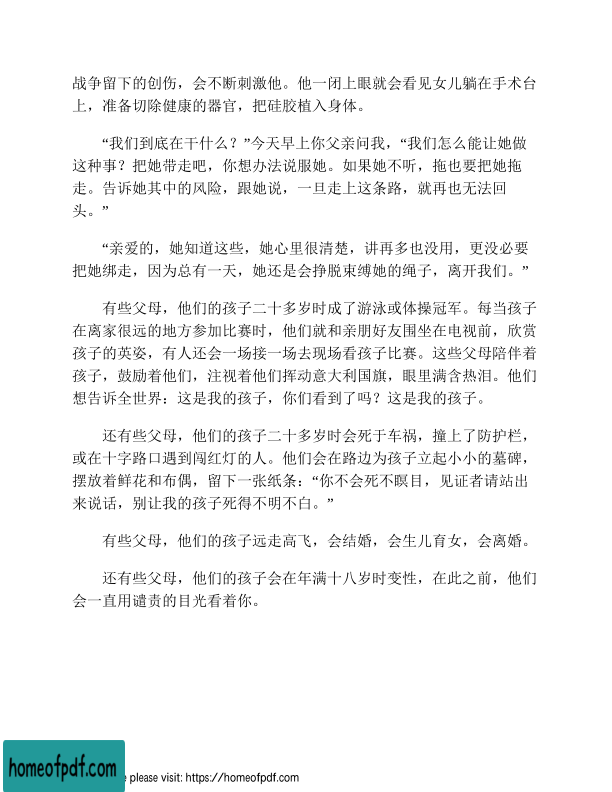 战争留下的创伤，会不断刺激他。他一闭上眼就会看见女儿躺在手术台
上，准备切除健康的器官，把硅胶植入身体。
“我们到底在干什么？”今天早上你父亲问我，“我们怎么能让她做
这种事？把她带走吧，你想办法说服她。如果她不听，拖也要把她拖
走。告诉她其中的风险，跟她说，一旦走上这条路，就再也无法回
头。”
“亲爱的，她知道这些，她心里很清楚，讲再多也没用，更没必要
把她绑走，因为总有一天，她还是会挣脱束缚她的绳子，离开我们。”
有些父母，他们的孩子二十多岁时成了游泳或体操冠军。每当孩子
在离家很远的地方参加比赛时，他们就和亲朋好友围坐在电视前，欣赏
孩子的英姿，有人还会一场接一场去现场看孩子比赛。这些父母陪伴着
孩子，鼓励着他们，注视着他们挥动意大利国旗，眼里满含热泪。他们
想告诉全世界：这是我的孩子，你们看到了吗？这是我的孩子。
还有些父母，他们的孩子二十多岁时会死于车祸，撞上了防护栏，
或在十字路口遇到闯红灯的人。他们会在路边为孩子立起小小的墓碑，
摆放着鲜花和布偶，留下一张纸条：“你不会死不瞑目，见证者请站出
来说话，别让我的孩子死得不明不白。”
有些父母，他们的孩子远走高飞，会结婚，会生儿育女，会离婚。
还有些父母，他们的孩子会在年满十八岁时变性，在此之前，他们
会一直用谴责的目光看着你。
homeofpdf.com
e please visit: https://homeofpdf.com